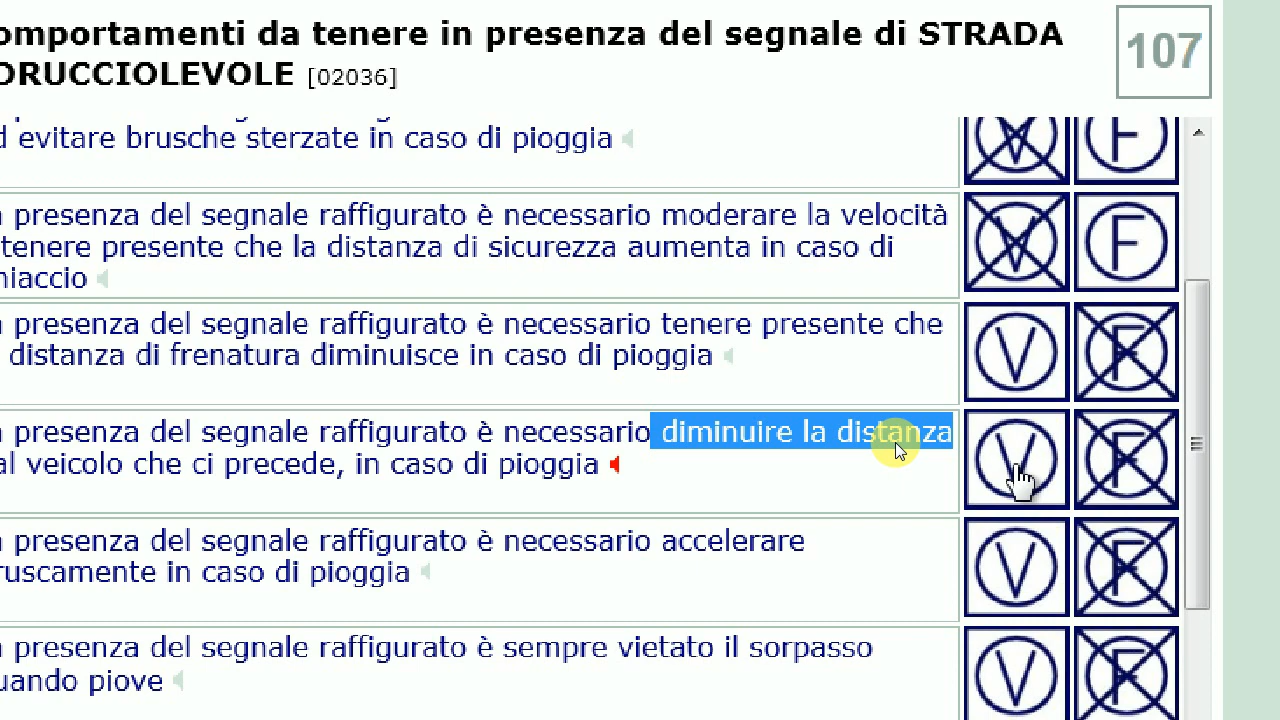 omportamenti da tenere in presenza del segnale di STRADA
DRUCCIOLEVOLE [02036]
107
d evitare brusche sterzate in caso di pioggia
V F
presenza del segnale raffigurato è necessario moderare la velocità
tenere presente che la distanza di sicurezza aumenta in caso di
hiaccio
V F
presenza del segnale raffigurato è necessario tenere presente che
distanza di frenatura diminuisce in caso di pioggia
V F
presenza del segnale raffigurato è necessario diminuire la distanza
al veicolo che ci precede, in caso di pioggia
V F
presenza del segnale raffigurato è necessario accelerare
ruscamente in caso di pioggia
V F
presenza del segnale raffigurato è sempre vietato il sorpasso
uando piove
V F